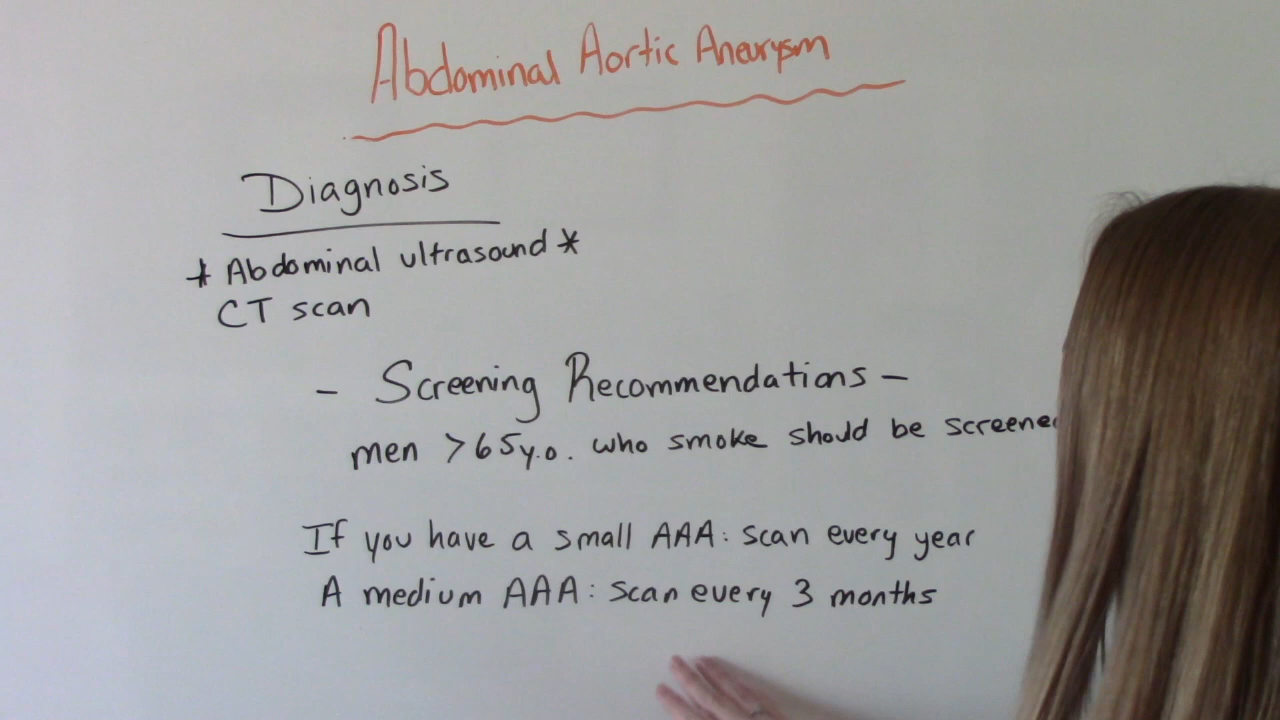 Abdominal Aortic Aneurysm
Diagnosis
* Abdominal ultrasound *
CT scan
- Screening Recommendations -
men >65y.o. who smoke should be screene
If you have a small AAA: scan every year
A medium AAA: scan every 3 months